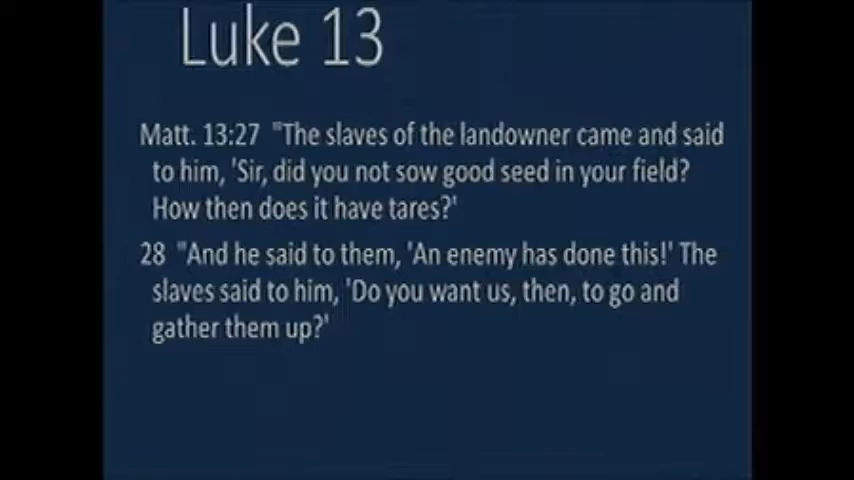 Luke 13
Matt. 13:27 "The slaves of the landowner came and said
to him, 'Sir, did you not sow good seed in your field?
How then does it have tares?'
28 "And he said to them, 'An enemy has done this!' The
slaves said to him, 'Do you want us, then, to go and
gather them up?'